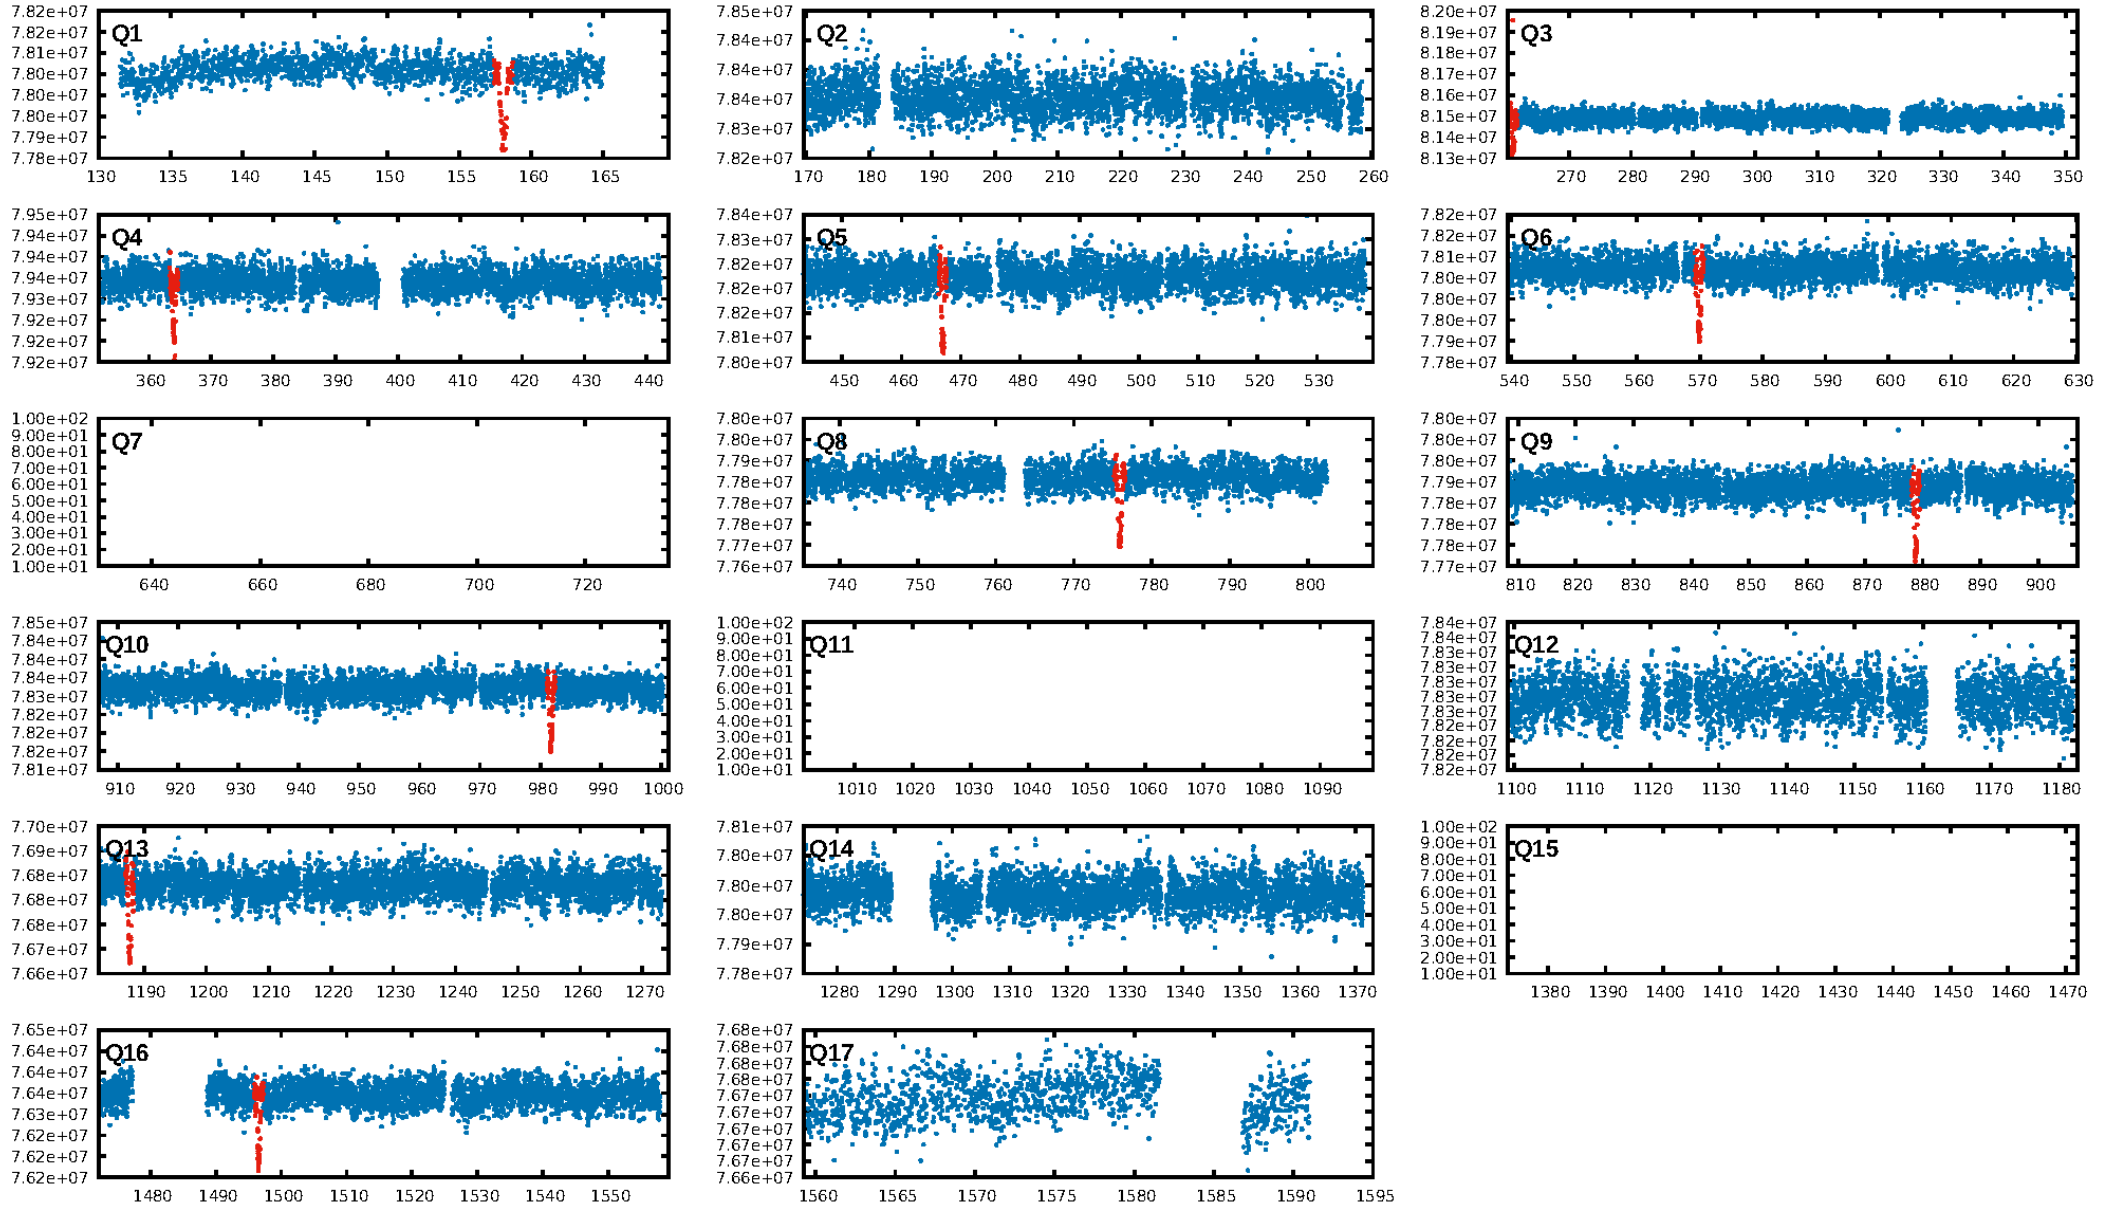 7.82e+07 7.82e+07 7.81e+07 7.80e+07 7.80e+07 7.80e+07 7.79e+07 7.78e+07
Q1
130 135 140 145 150 155 160 165
7.85e+07 7.84e+07 7.84e+07 7.84e+07 7.83e+07 7.82e+07
Q2
170 180 190 200 210 220 230 240 250 260
8.20e+07 8.19e+07 8.17e+07 8.16e+07 8.15e+07 8.14e+07 8.13e+07
Q3
270 280 290 300 310 320 330 340 350
7.95e+07 7.94e+07 7.94e+07 7.94e+07 7.93e+07 7.92e+07 7.92e+07 7.92e+07
Q4
360 370 380 390 400 410 420 430 440
7.84e+07 7.83e+07 7.82e+07 7.82e+07 7.82e+07 7.81e+07 7.80e+07
Q5
450 460 470 480 490 500 510 520 530
7.82e+07 7.82e+07 7.81e+07 7.80e+07 7.80e+07 7.80e+07 7.79e+07 7.78e+07
Q6
540 550 560 570 580 590 600 610 620 630
1.00e+02 9.00e+01 8.00e+01 7.00e+01 6.00e+01 5.00e+01 4.00e+01 3.00e+01 2.00e+01 1.00e+01
Q7
640 660 680 700 720
7.80e+07 7.80e+07 7.79e+07 7.78e+07 7.78e+07 7.78e+07 7.77e+07 7.76e+07
Q8
740 750 760 770 780 790 800
7.80e+07 7.80e+07 7.80e+07 7.79e+07 7.79e+07 7.78e+07 7.78e+07 7.77e+07
Q9
810 820 830 840 850 860 870 880 890 900
7.85e+07 7.84e+07 7.84e+07 7.84e+07 7.83e+07 7.82e+07 7.82e+07 7.82e+07 7.81e+07
Q10
910 920 930 940 950 960 970 980 990 1000
1.00e+02 9.00e+01 8.00e+01 7.00e+01 6.00e+01 5.00e+01 4.00e+01 3.00e+01 2.00e+01 1.00e+01
Q11
1010 1020 1030 1040 1050 1060 1070 1080 1090
7.84e+07 7.84e+07 7.83e+07 7.83e+07 7.83e+07 7.83e+07 7.83e+07 7.82e+07 7.82e+07 7.82e+07 7.82e+07
Q12
1100 1110 1120 1130 1140 1150 1160 1170 1180
7.70e+07 7.69e+07 7.68e+07 7.68e+07 7.68e+07 7.67e+07 7.66e+07
Q13
1190 1200 1210 1220 1230 1240 1250 1260 1270
7.81e+07 7.80e+07 7.80e+07 7.80e+07 7.79e+07 7.78e+07
Q14
1280 1290 1300 1310 1320 1330 1340 1350 1360 1370
1.00e+02 9.00e+01 8.00e+01 7.00e+01 6.00e+01 5.00e+01 4.00e+01 3.00e+01 2.00e+01 1.00e+01
Q15
1380 1390 1400 1410 1420 1430 1440 1450 1460 1470
7.65e+07 7.64e+07 7.64e+07 7.64e+07 7.63e+07 7.62e+07 7.62e+07 7.62e+07
Q16
1480 1490 1500 1510 1520 1530 1540 1550
7.68e+07 7.68e+07 7.68e+07 7.68e+07 7.67e+07 7.67e+07 7.67e+07 7.67e+07 7.67e+07 7.66e+07
Q17
1560 1565 1570 1575 1580 1585 1590 1595